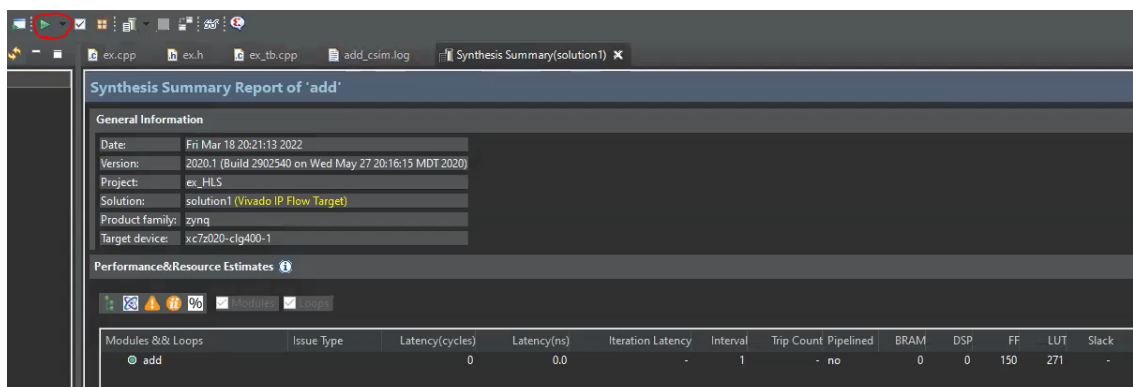 ex.cpp ex.h ex_tb.cpp add_csim.log Synthesis Summary(solution1)
Synthesis Summary Report of 'add'
General Information
Date: Fri Mar 18 20:21:13 2022
Version: 2020.1 (Build 2902540 on Wed May 27 20:16:15 MDT 2020)
Project: ex_HLS
Solution: solution1 (Vivado IP Flow Target)
Product family: zynq
Target device: xc7z020-clg400-1
Performance&Resource Estimates
% Modules Loops
Modules && Loops Issue Type Latency(cycles) Latency(ns) Iteration Latency Interval Trip Count Pipelined BRAM DSP FF LUT Slack
add 0 0.0 - 1 - no 0 0 150 271 -